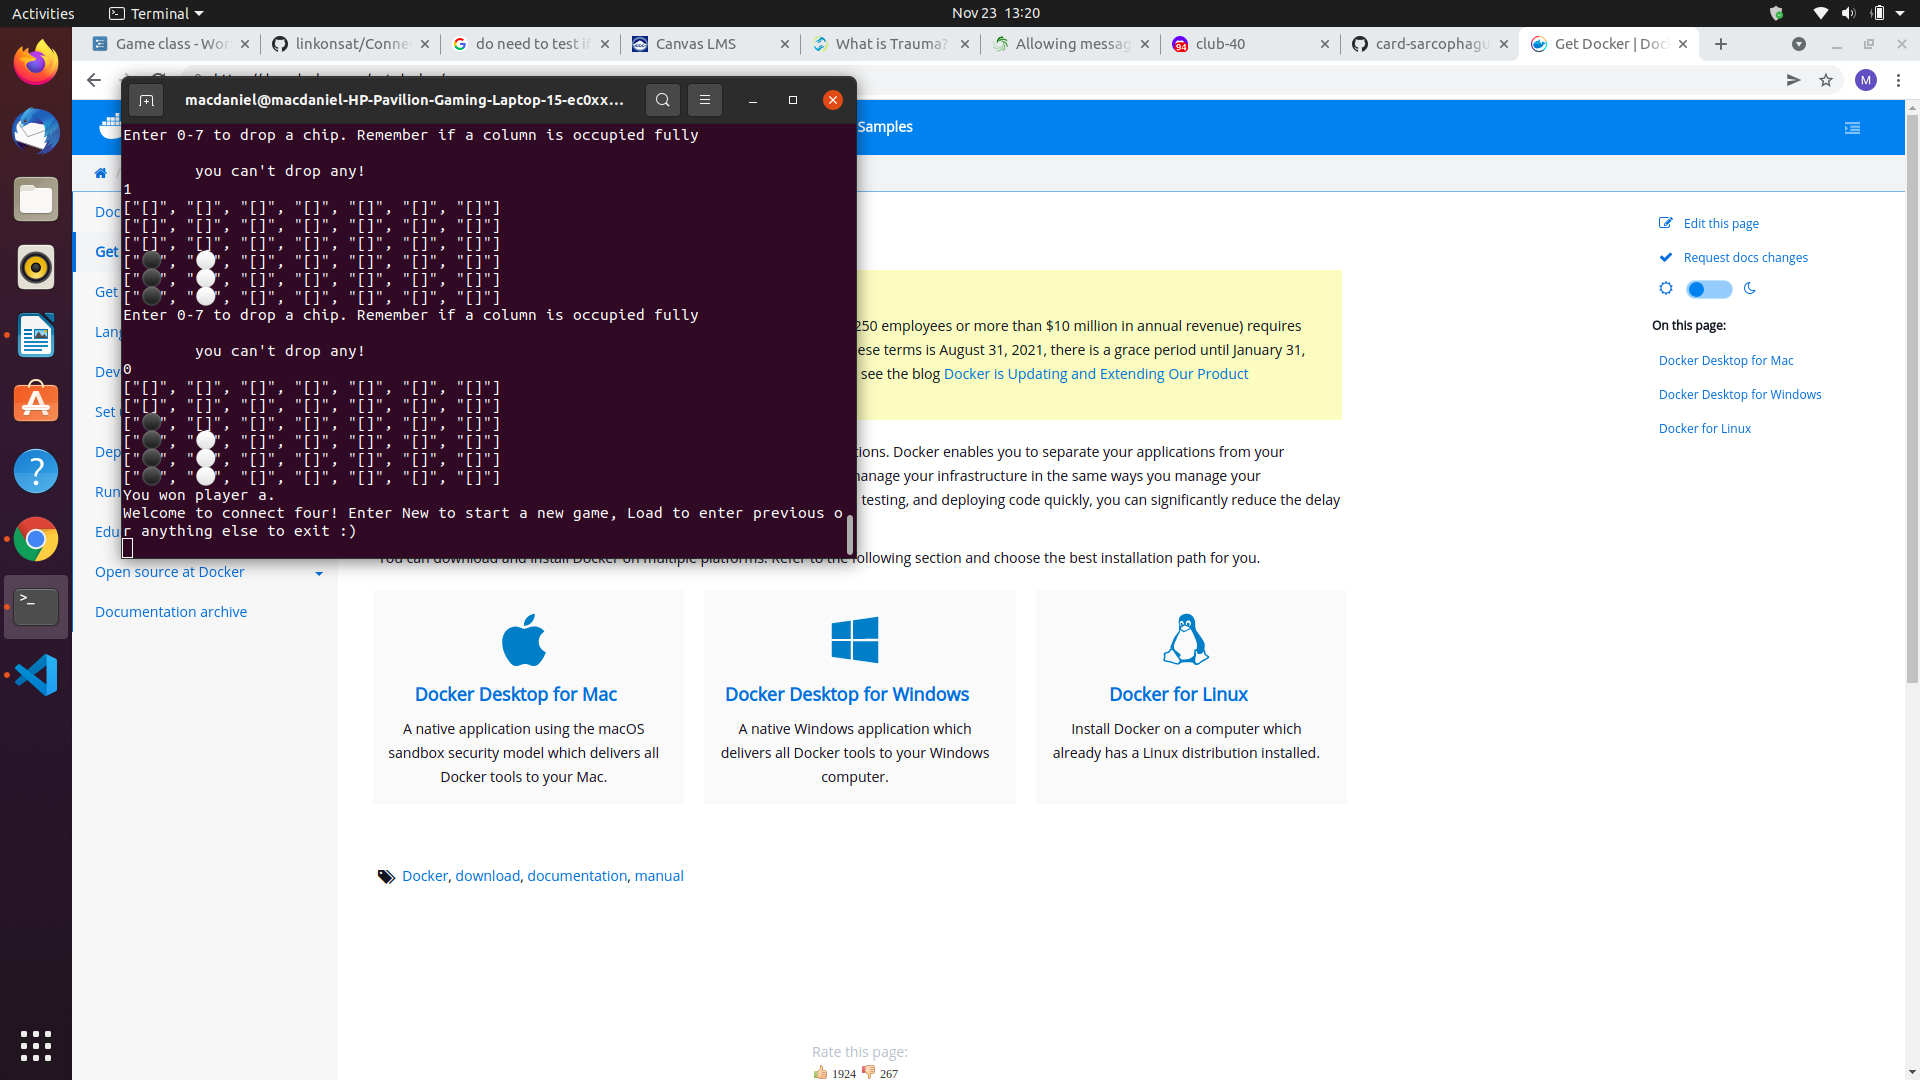 Activities
Terminal
Nov 23 13:20
Game class - Wor
linkonsat/Conne
do need to test if
Canvas LMS
What is Trauma?
Allowing messag
club-40
card-sarcophagu
Get Docker | Doc
M
macdaniel@macdaniel-HP-Pavilion-Gaming-Laptop-15-ec0xx...
Samples
Enter 0-7 to drop a chip. Remember if a column is occupied fully
you can't drop any!
1
["[]", "[]", "[]", "[]", "[]", "[]", "[]"]
["[]", "[]", "[]", "[]", "[]", "[]", "[]"]
["[]", "[]", "[]", "[]", "[]", "[]", "[]"]
["⚫", "⚪", "[]", "[]", "[]", "[]", "[]"]
["⚫", "⚪", "[]", "[]", "[]", "[]", "[]"]
["⚫", "⚪", "[]", "[]", "[]", "[]", "[]"]
Enter 0-7 to drop a chip. Remember if a column is occupied fully
you can't drop any!
0
["[]", "[]", "[]", "[]", "[]", "[]", "[]"]
["[]", "[]", "[]", "[]", "[]", "[]", "[]"]
["⚫", "[]", "[]", "[]", "[]", "[]", "[]"]
["⚫", "⚪", "[]", "[]", "[]", "[]", "[]"]
["⚫", "⚪", "[]", "[]", "[]", "[]", "[]"]
["⚫", "⚪", "[]", "[]", "[]", "[]", "[]"]
You won player a.
Welcome to connect four! Enter New to start a new game, Load to enter previous o
r anything else to exit :)
Doc
Get
Get
Lang
Deve
Set
Dep
Run
Edu
Open source at Docker
Documentation archive
250 employees or more than $10 million in annual revenue) requires
ese terms is August 31, 2021, there is a grace period until January 31,
see the blog Docker is Updating and Extending Our Product
tions. Docker enables you to separate your applications from your
manage your infrastructure in the same ways you manage your
testing, and deploying code quickly, you can significantly reduce the delay
You can download and install Docker on multiple platforms. Refer to the following section and choose the best installation path for you.
Docker Desktop for Mac
A native application using the macOS
sandbox security model which delivers all
Docker tools to your Mac.
Docker Desktop for Windows
A native Windows application which
delivers all Docker tools to your Windows
computer.
Docker for Linux
Install Docker on a computer which
already has a Linux distribution installed.
Docker, download, documentation, manual
Rate this page:
1924 267
Edit this page
Request docs changes
On this page:
Docker Desktop for Mac
Docker Desktop for Windows
Docker for Linux